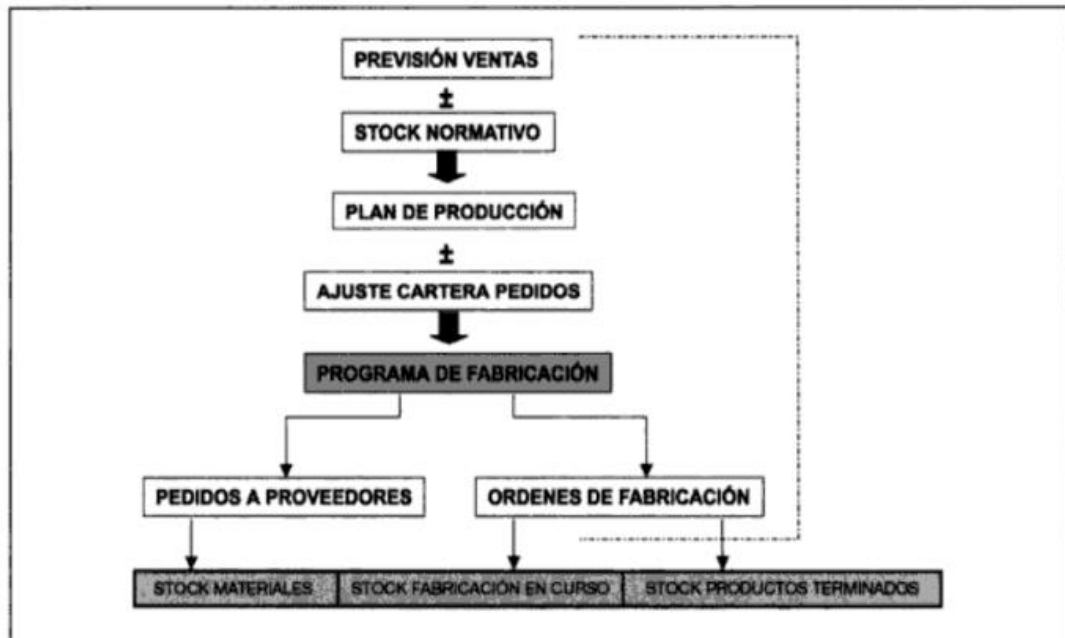 PREVISIÓN VENTAS
±
STOCK NORMATIVO
PLAN DE PRODUCCIÓN
±
AJUSTE CARTERA PEDIDOS
PROGRAMA DE FABRICACIÓN
PEDIDOS A PROVEEDORES
ORDENES DE FABRICACIÓN
STOCK MATERIALES
STOCK FABRICACIÓN EN CURSO
STOCK PRODUCTOS TERMINADOS